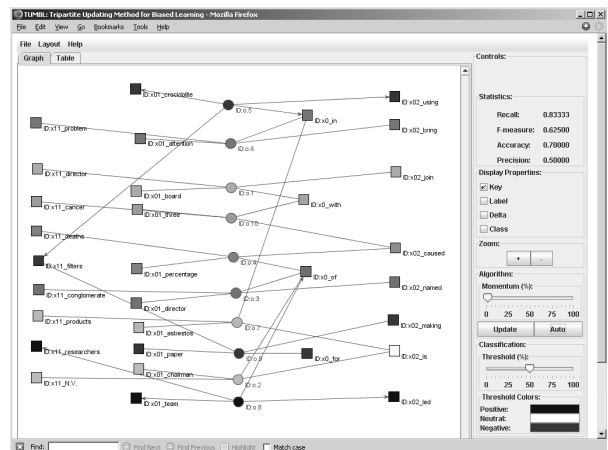 TUMBL: Tripartite Updating Method for Biased Learning - Mozilla Firefox
File Edit View Go Bookmarks Tools Help
File Layout Help
Graph Table
ID:x01_crocidolite
ID:x02_using
ID:o.5
ID:x0_in
ID:x11_problem
ID:x02_bring
ID:x01_attention
ID:o.6
ID:x11_director
ID:x02_join
ID:x01_board
ID:o.1
ID:x0_with
ID:x11_cancer
ID:x01_three
ID:o.10
ID:x11_deaths
ID:x02_caused
ID:o.4
ID:x11_filters
ID:x01_percentage
ID:x0_of
ID:x02_named
ID:x11_conglomerate
ID:o.3
ID:x01_director
ID:x11_products
ID:o.7
ID:x02_making
ID:x01_asbestos
ID:x11_researchers
ID:x01_paper
ID:o.9
ID:x0_for
ID:x02_is
ID:x01_chairman
ID:x11_N.V.
ID:o.2
ID:x01_team
ID:o.8
ID:x02_led
Controls:
Statistics:
Recall: 0.83333
F-measure: 0.62500
Accuracy: 0.70000
Precision: 0.50000
Display Properties:
Key
Label
Delta
Class
Zoom:
+ -
Algorithm:
Momentum (%):
0 25 50 75 100
Update Auto
Classification:
Threshold (%):
0 25 50 75 100
Threshold Colors:
Positive:
Neutral:
Negative:
Find: Find Next Find Previous Highlight Match case